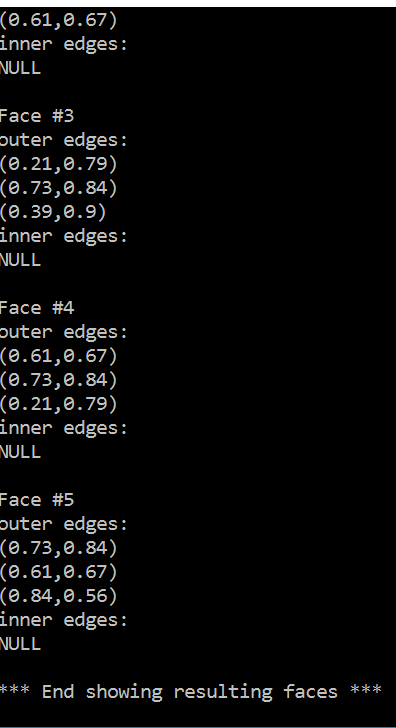 (0.61,0.67)
inner edges:
NULL
Face #3
outer edges:
(0.21,0.79)
(0.73,0.84)
(0.39,0.9)
inner edges:
NULL
Face #4
outer edges:
(0.61,0.67)
(0.73,0.84)
(0.21,0.79)
inner edges:
NULL
Face #5
outer edges:
(0.73,0.84)
(0.61,0.67)
(0.84,0.56)
inner edges:
NULL
*** End showing resulting faces ***